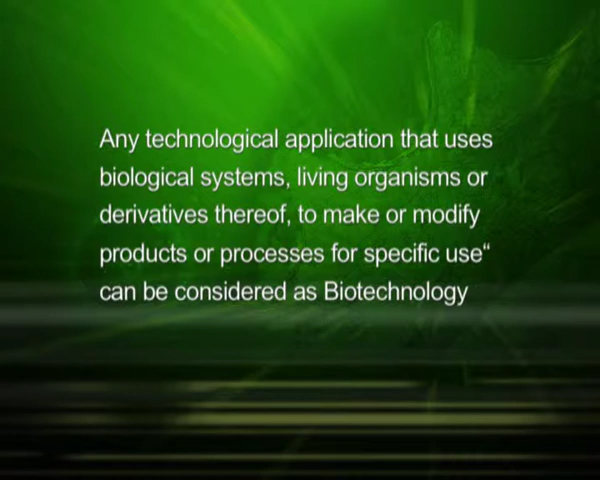 Any technological application that uses
biological systems, living organisms or
derivatives thereof, to make or modify
products or processes for specific use“
can be considered as Biotechnology